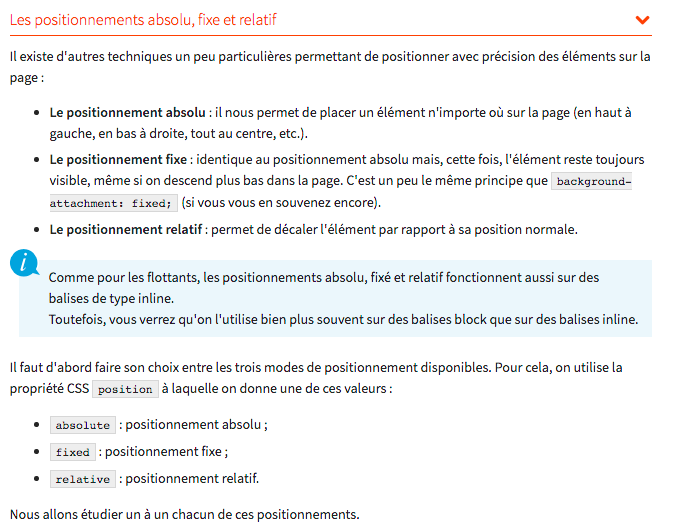 Les positionnements absolu, fixe et relatif
Il existe d'autres techniques un peu particulières permettant de positionner avec précision des éléments sur la
page :
• Le positionnement absolu : il nous permet de placer un élément n'importe où sur la page (en haut à
gauche, en bas à droite, tout au centre, etc.).
• Le positionnement fixe : identique au positionnement absolu mais, cette fois, l'élément reste toujours
visible, même si on descend plus bas dans la page. C'est un peu le même principe que background-
attachment: fixed; (si vous vous en souvenez encore).
• Le positionnement relatif : permet de décaler l'élément par rapport à sa position normale.
i
Comme pour les flottants, les positionnements absolu, fixé et relatif fonctionnent aussi sur des
balises de type inline.
Toutefois, vous verrez qu'on l'utilise bien plus souvent sur des balises block que sur des balises inline.
Il faut d'abord faire son choix entre les trois modes de positionnement disponibles. Pour cela, on utilise la
propriété CSS position à laquelle on donne une de ces valeurs :
• absolute : positionnement absolu ;
• fixed : positionnement fixe ;
• relative : positionnement relatif.
Nous allons étudier un à un chacun de ces positionnements.